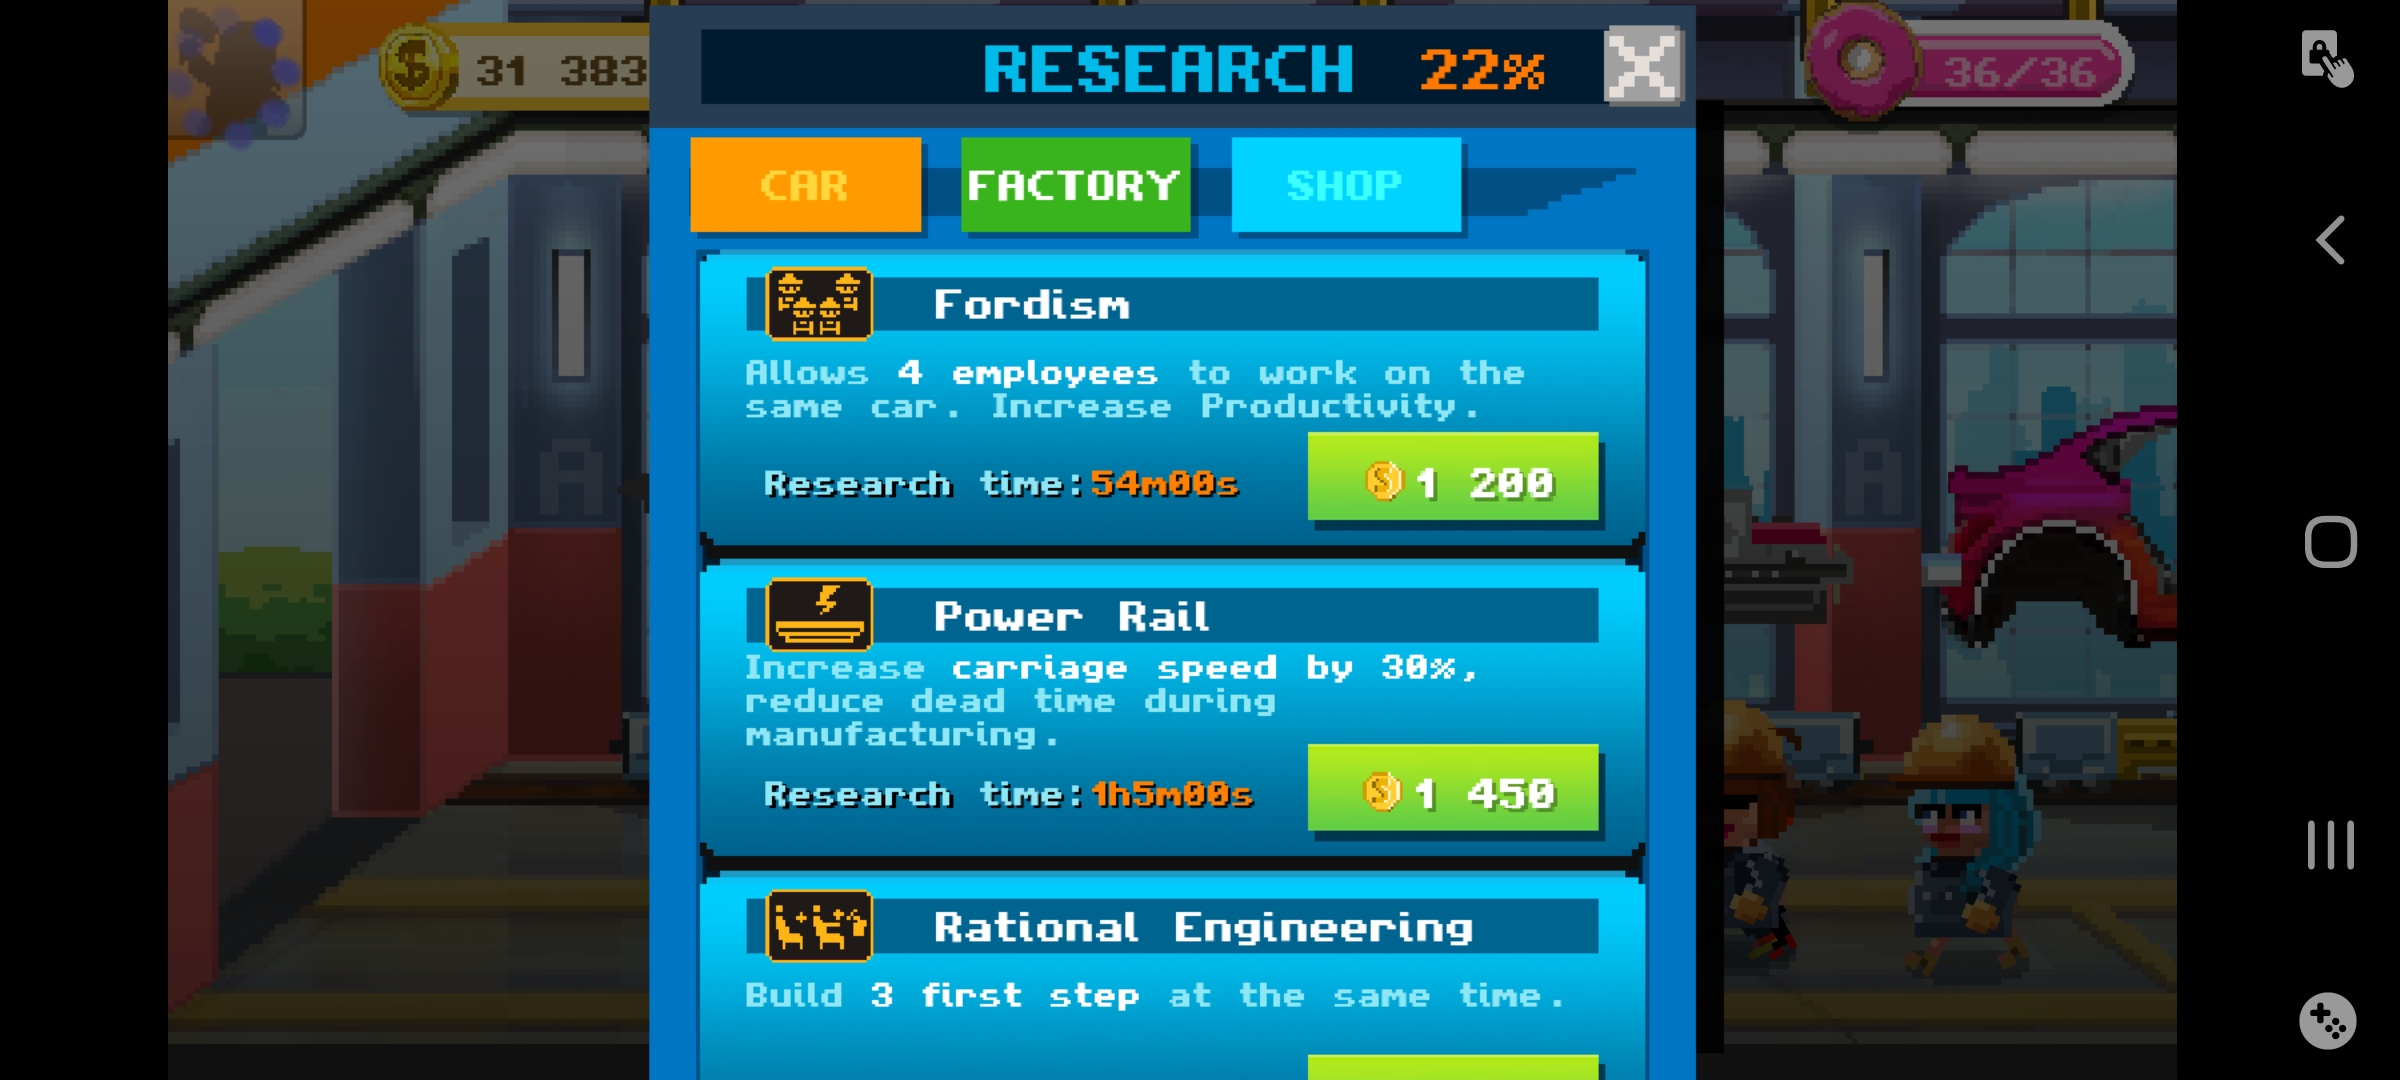 31 383
RESEARCH 22%
36/36
CAR FACTORY SHOP
Fordism
Allows 4 employees to work on the
same car. Increase Productivity.
Research time:54m00s
1 200
Power Rail
Increase carriage speed by 30%,
reduce dead time during
manufacturing.
Research time:1h5m00s
1 450
Rational Engineering
Build 3 first step at the same time.
A
A